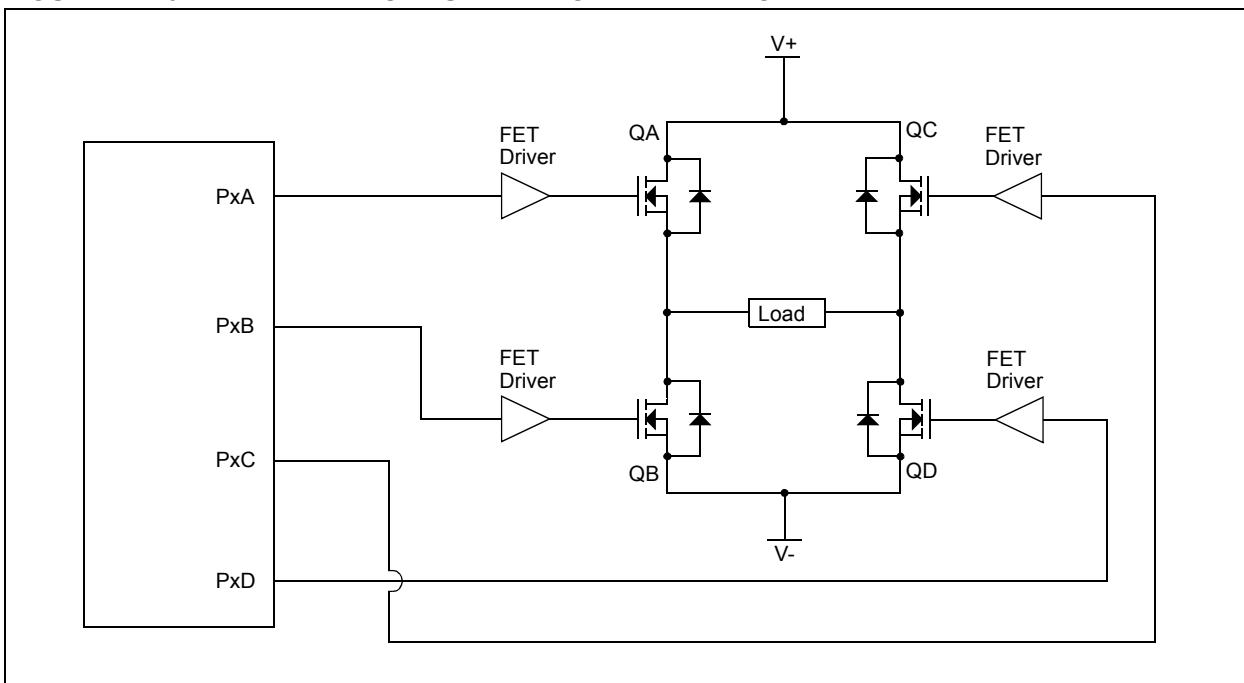 V+
QA
QC
FET
Driver
FET
Driver
PxA
PxB
Load
FET
Driver
FET
Driver
PxC
QB
QD
V-
PxD